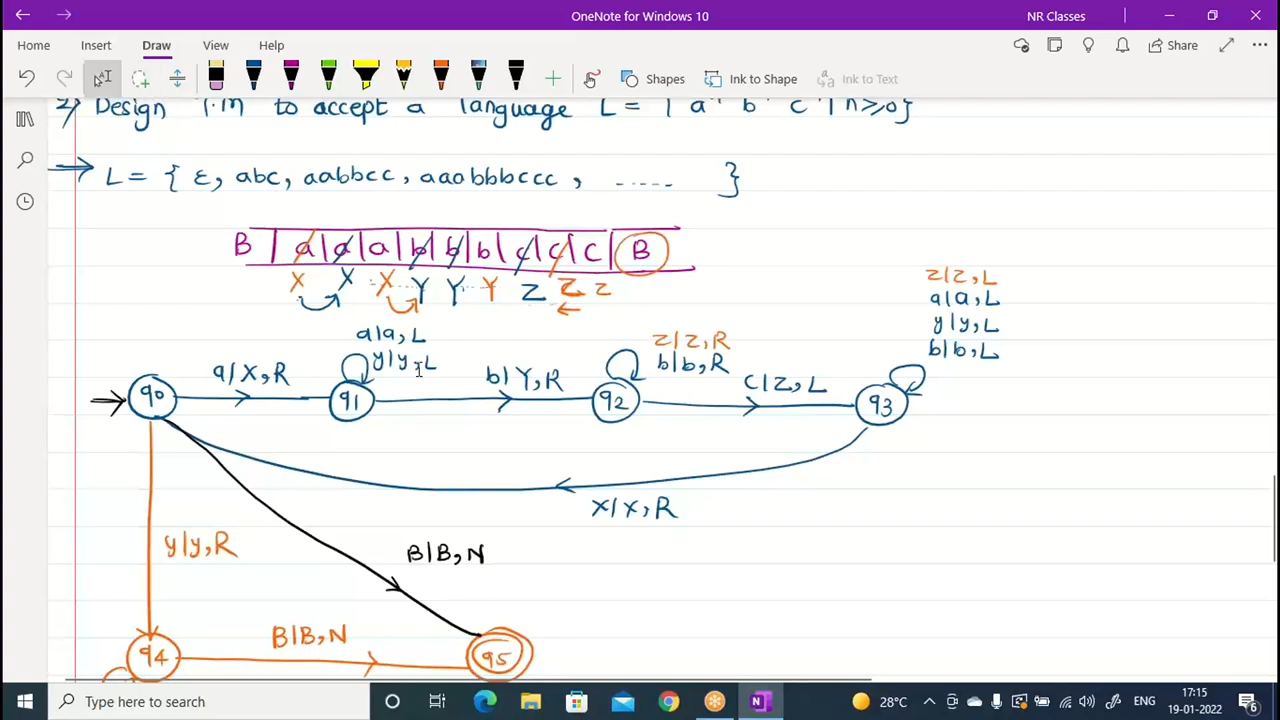 OneNote for Windows 10
NR Classes
Home Insert Draw View Help
Share
Shapes
Ink to Shape
Ink to Text
2) Design T.M to accept a language L = { a b c | n≥0}
L = { ε, abc, aabbcc, aaabbbccc, ..... }
B | a | a | a | b | b | b | c | c | c | B
X X X Y Y Y Z Z Z
z|z, L
a|a, L
y|y, L
b|b, L
a|a, L
y|y, L
z|z, R
b|b, R
a|X, R
b|Y, R
c|Z, L
q0 q1 q2 q3
x|x, R
y|y, R
B|B, N
B|B, N
q4 q5
Type here to search
28°C
ENG
17:15
19-01-2022
6